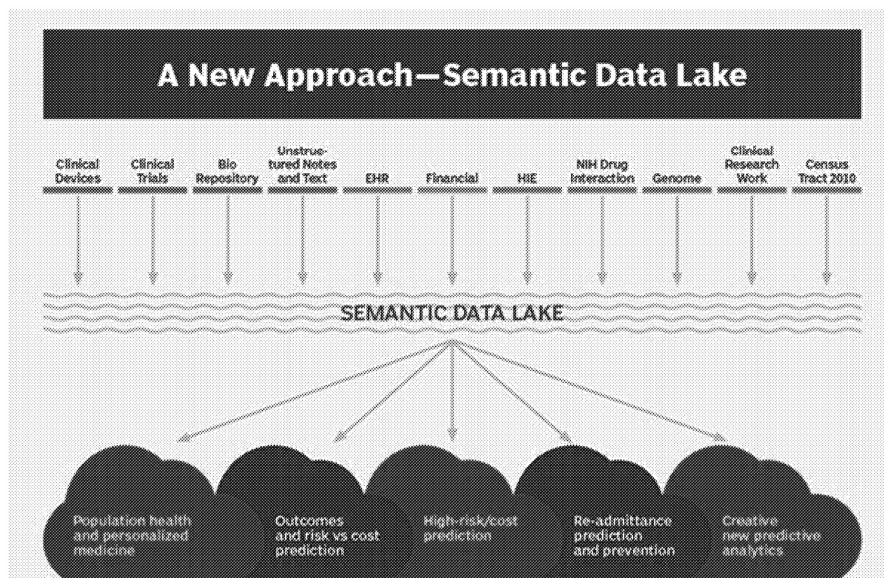 A New Approach—Semantic Data Lake
Clinical
Devices
Clinical
Trials
Bio
Repository
Unstruc-
tured Notes
and Text
EHR
Financial
HIE
NIH Drug
Interaction
Genome
Clinical
Research
Work
Census
Tract 2010
SEMANTIC DATA LAKE
Population health
and personalized
medicine
Outcomes
and risk vs cost
prediction
High-risk/cost
prediction
Re-admittance
prediction
and prevention
Creative
new predictive
analytics